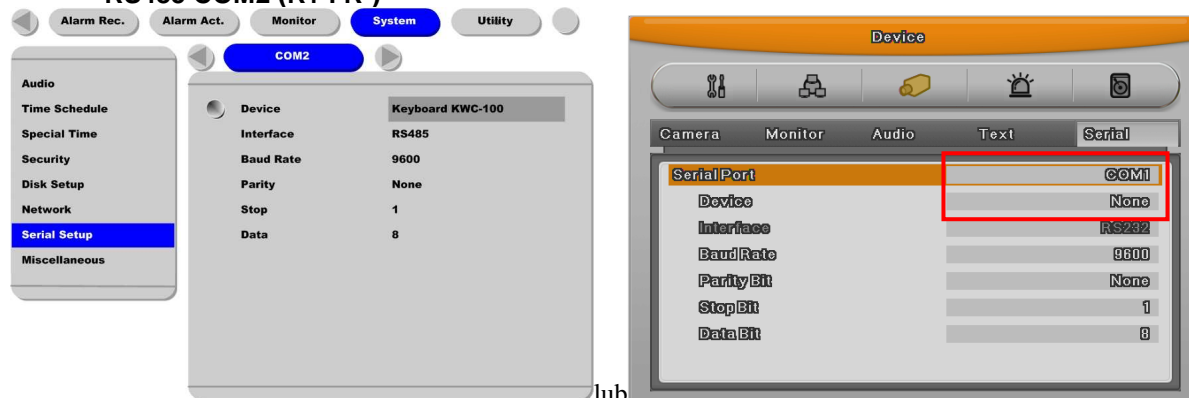 Alarm Rec. Alarm Act. Monitor System Utility
COM2
Audio
Time Schedule
Special Time
Security
Disk Setup
Network
Serial Setup
Miscellaneous
Device Keyboard KWC-100
Interface RS485
Baud Rate 9600
Parity None
Stop 1
Data 8
lub
Device
Camera Monitor Audio Text Serial
Serial Port COM1
Device None
Interface RS232
Baud Rate 9600
Parity Bit None
Stop Bit 1
Data Bit 8